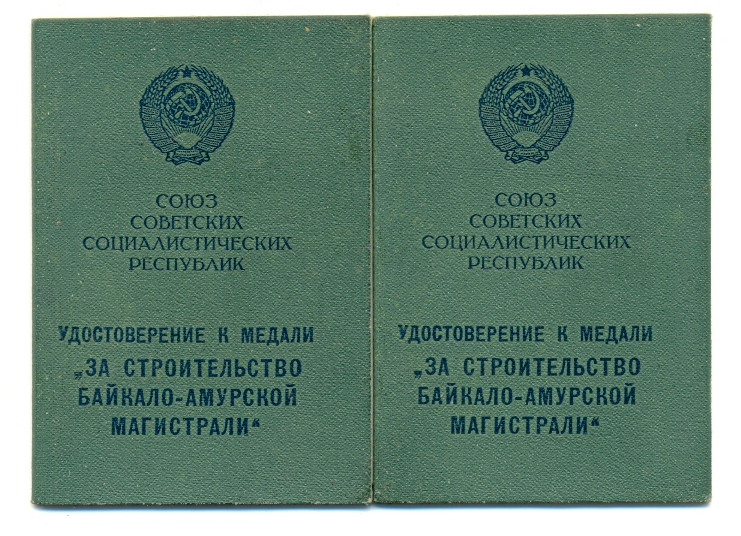 СОЮЗ
СОВЕТСКИХ
СОЦИАЛИСТИЧЕСКИХ
РЕСПУБЛИК
УДОСТОВЕРЕНИЕ К МЕДАЛИ
„ЗА СТРОИТЕЛЬСТВО
БАЙКАЛО-АМУРСКОЙ
МАГИСТРАЛИ“
СОЮЗ
СОВЕТСКИХ
СОЦИАЛИСТИЧЕСКИХ
РЕСПУБЛИК
УДОСТОВЕРЕНИЕ К МЕДАЛИ
„ЗА СТРОИТЕЛЬСТВО
БАЙКАЛО-АМУРСКОЙ
МАГИСТРАЛИ“